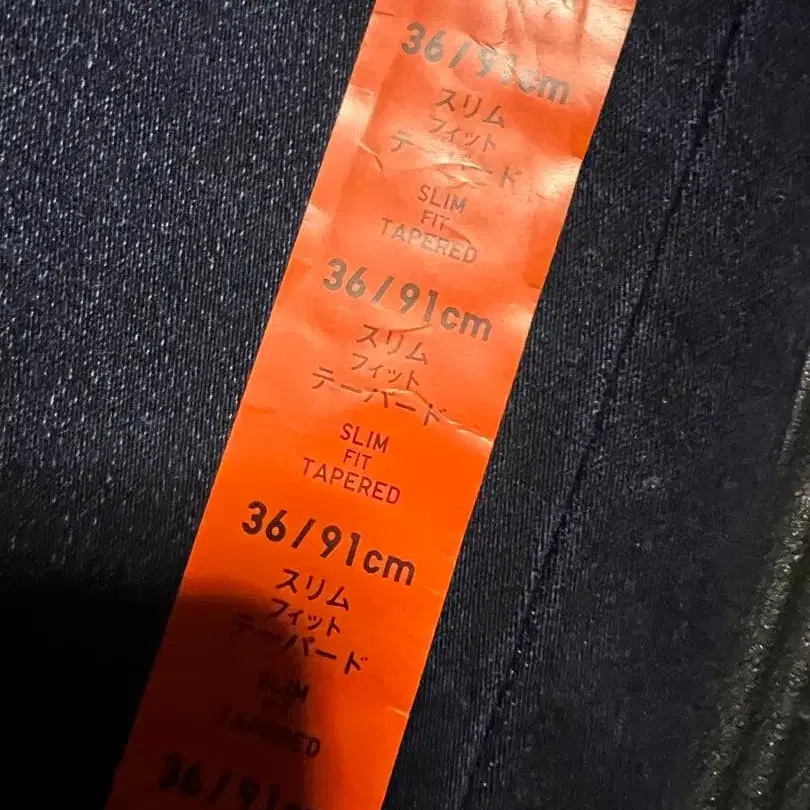 36/91cm
スリム
フィット
テーパード
SLIM
FIT
TAPERED
36/91cm
スリム
フィット
テーパード
SLIM
FIT
TAPERED
36/91cm
スリム
フィット
テーパード
SLIM
FIT
TAPERED
36/91cm